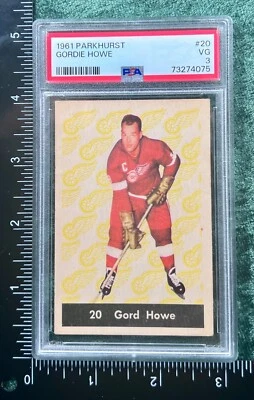 1961 PARKHURST #20
GORDIE HOWE VG
PSA 3
73274075
C
20 Gord Howe